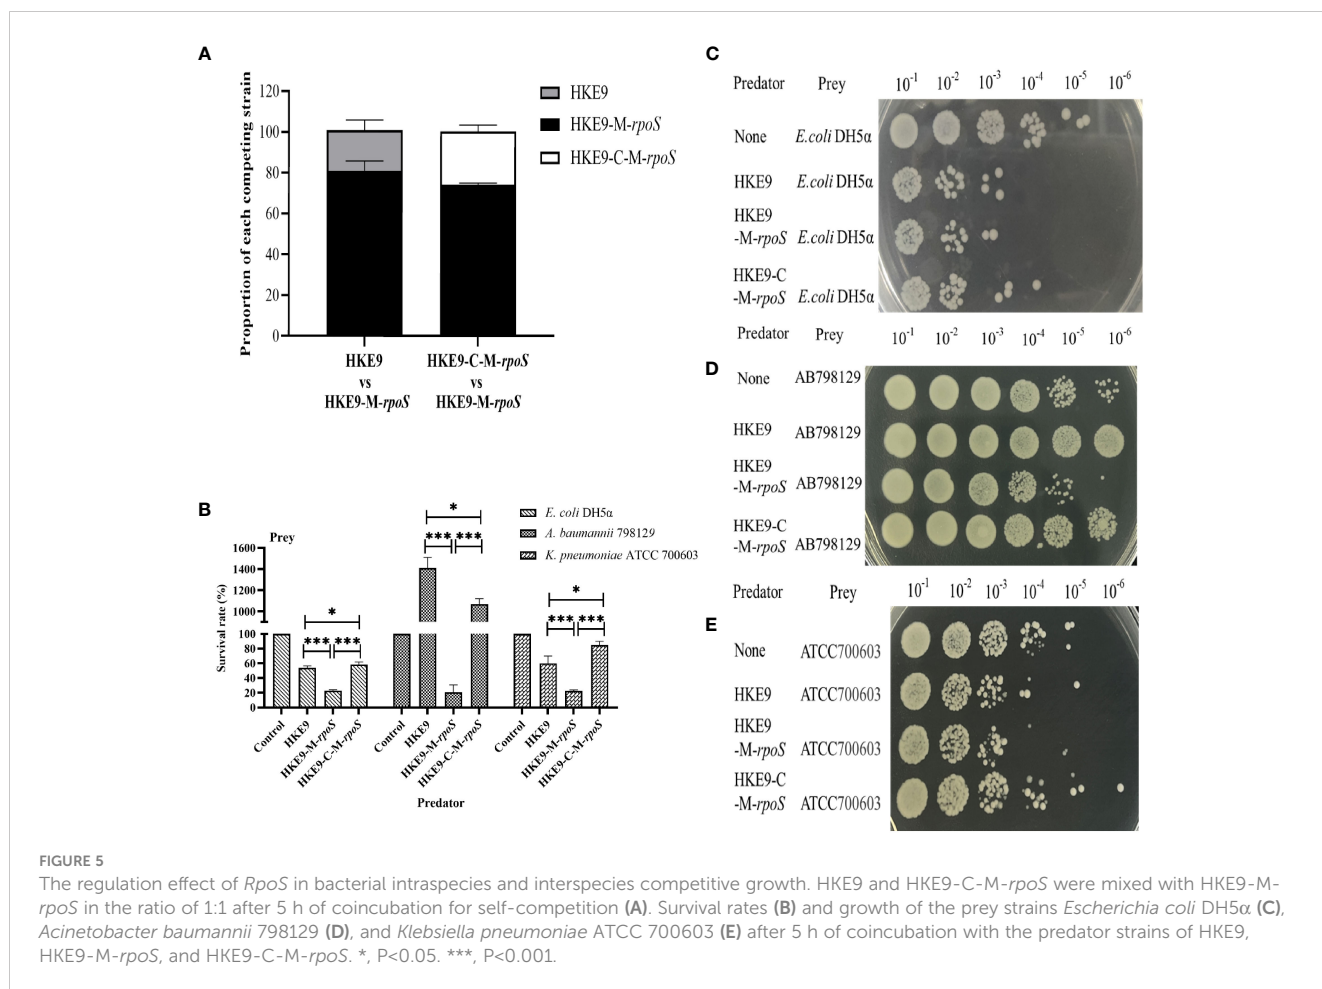 A
Proportion of each competing strain
120
100
80
60
40
20
0
HKE9
HKE9-M-rpoS
HKE9-C-M-rpoS
HKE9
vs
HKE9-M-rpoS
HKE9-C-M-rpoS
vs
HKE9-M-rpoS
B
E. coli DH5α
A. baumannii 798129
K. pneumoniae ATCC 700603
Prey
Survival rate (%)
1600
1400
1200
1000
100
80
60
40
20
0
*
*** ***
*
*** ***
*
*** ***
Control
HKE9
HKE9-M-rpoS
HKE9-C-M-rpoS
Control
HKE9
HKE9-M-rpoS
HKE9-C-M-rpoS
Control
HKE9
HKE9-M-rpoS
HKE9-C-M-rpoS
Predator
C
Predator Prey 10⁻¹ 10⁻² 10⁻³ 10⁻⁴ 10⁻⁵ 10⁻⁶
None E.coli DH5α
HKE9 E.coli DH5α
HKE9
-M-rpoS E.coli DH5α
HKE9-C
-M-rpoS E.coli DH5α
Predator Prey 10⁻¹ 10⁻² 10⁻³ 10⁻⁴ 10⁻⁵ 10⁻⁶
D
None AB798129
HKE9 AB798129
HKE9
-M-rpoS AB798129
HKE9-C
-M-rpoS AB798129
Predator Prey 10⁻¹ 10⁻² 10⁻³ 10⁻⁴ 10⁻⁵ 10⁻⁶
E
None ATCC700603
HKE9 ATCC700603
HKE9
-M-rpoS ATCC700603
HKE9-C
-M-rpoS ATCC700603
FIGURE 5
The regulation effect of RpoS in bacterial intraspecies and interspecies competitive growth. HKE9 and HKE9-C-M-rpoS were mixed with HKE9-M-
rpoS in the ratio of 1:1 after 5 h of coincubation for self-competition (A). Survival rates (B) and growth of the prey strains Escherichia coli DH5α (C),
Acinetobacter baumannii 798129 (D), and Klebsiella pneumoniae ATCC 700603 (E) after 5 h of coincubation with the predator strains of HKE9,
HKE9-M-rpoS, and HKE9-C-M-rpoS. *, P<0.05. ***, P<0.001.